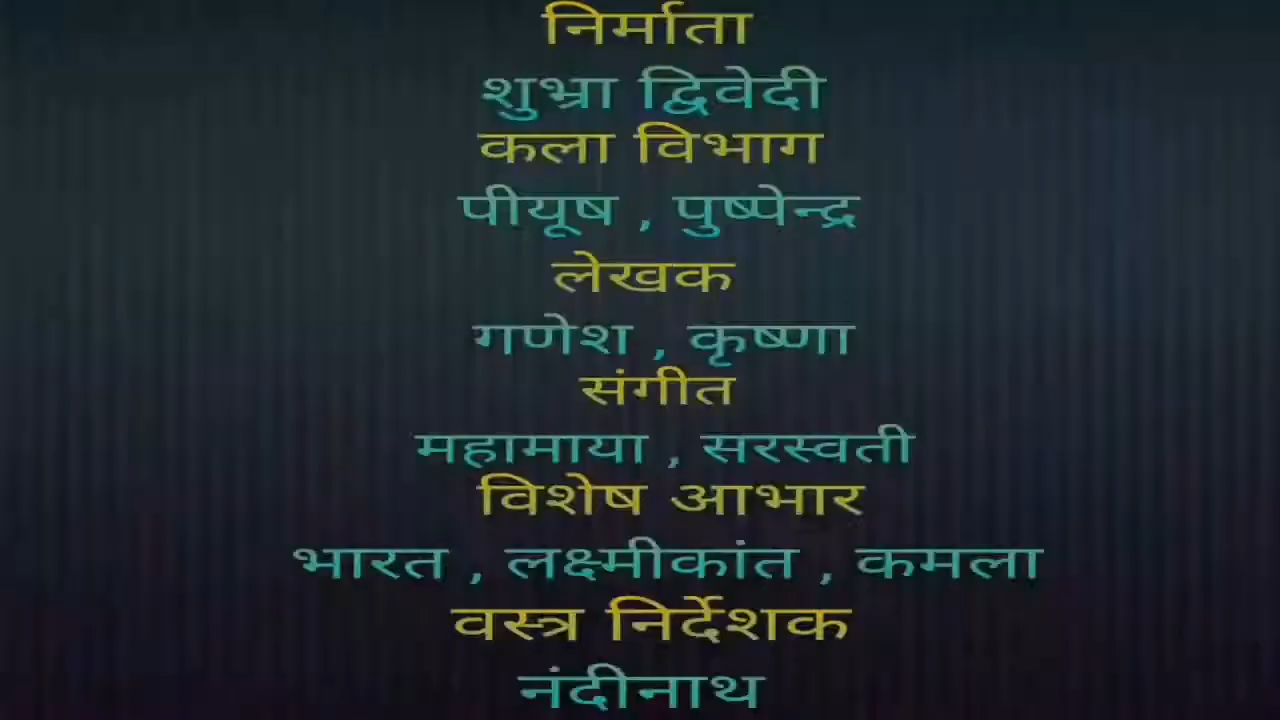 निर्माता
शुभ्रा द्विवेदी
कला विभाग
पीयूष , पुष्पेन्द्र
लेखक
गणेश , कृष्णा
संगीत
महामाया , सरस्वती
विशेष आभार
भारत , लक्ष्मीकांत , कमला
वस्त्र निर्देशक
नंदीनाथ